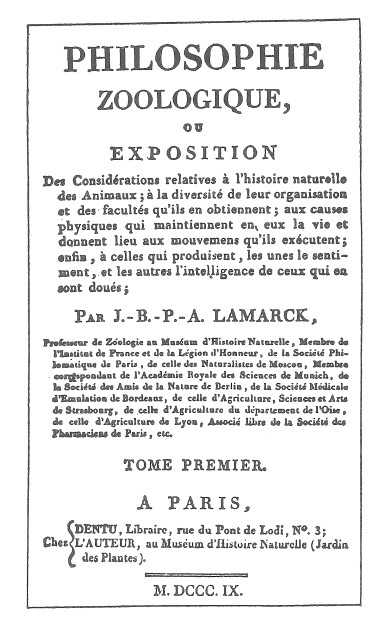 PHILOSOPHIE
ZOOLOGIQUE,
OU
EXPOSITION
Des Considérations relatives à l'histoire naturelle
des Animaux; à la diversité de leur organisation
et des facultés qu'ils en obtiennent; aux causes
physiques qui maintiennent en eux la vie et
donnent lieu aux mouvemens qu'ils exécutent;
enfin, à celles qui produisent, les unes le senti-
ment, et les autres l'intelligence de ceux qui en
sont doués;
PAR J.-B.-P.-A. LAMARCK,
Professeur de Zoologie au Muséum d'Histoire Naturelle, Membre de
l'Institut de France et de la Légion d'Honneur, de la Société Phi-
lomatique de Paris, de celle des Naturalistes de Moscou, Membre
correspondant de l'Académie Royale des Sciences de Munich, de
la Société des Amis de la Nature de Berlin, de la Société Médicale
d'Emulation de Bordeaux, de celle d'Agriculture, Sciences et Arts
de Strasbourg, de celle d'Agriculture du département de l'Oise,
de celle d'Agriculture de Lyon, Associé libre de la Société des
Pharmaciens de Paris, etc.
TOME PREMIER.
A PARIS,
Chez DENTU, Libraire, rue du Pont de Lodi, N°. 3;
L'AUTEUR, au Muséum d'Histoire Naturelle (Jardin
des Plantes).
M. DCCC. IX.